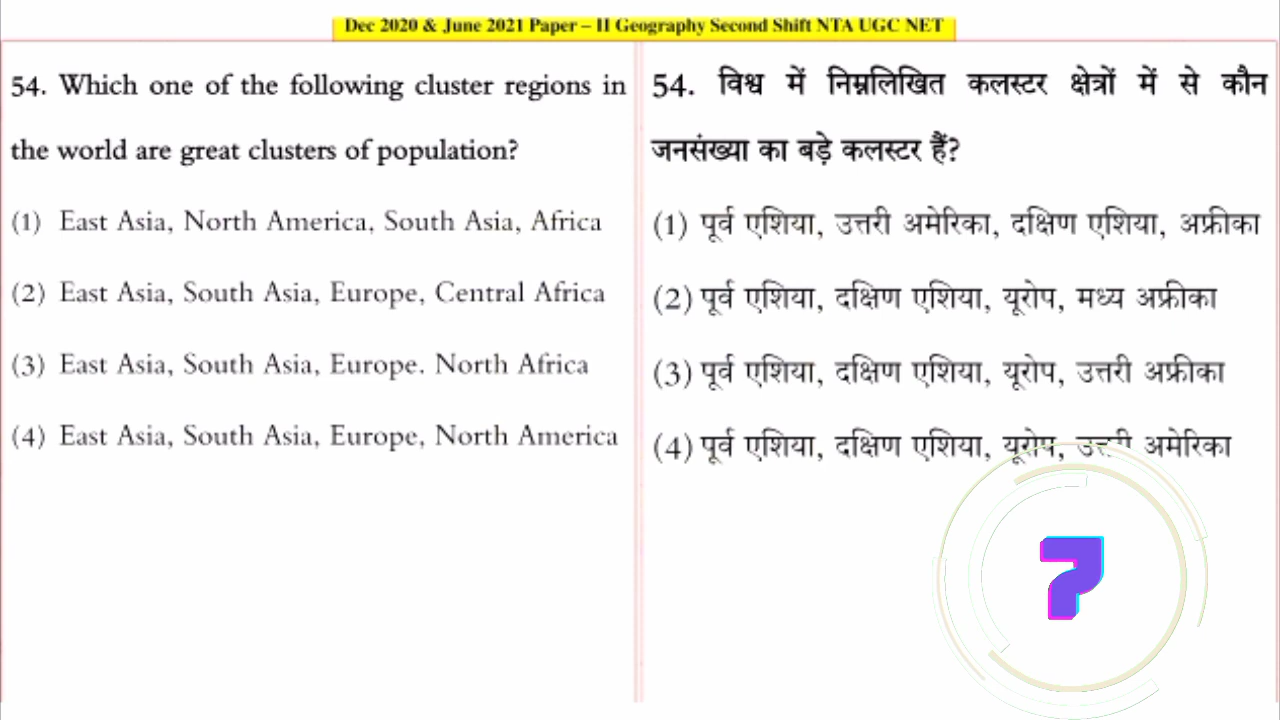 Dec 2020 & June 2021 Paper – II Geography Second Shift NTA UGC NET
54. Which one of the following cluster regions in
the world are great clusters of population?
(1) East Asia, North America, South Asia, Africa
(2) East Asia, South Asia, Europe, Central Africa
(3) East Asia, South Asia, Europe. North Africa
(4) East Asia, South Asia, Europe, North America
54. विश्व में निम्नलिखित कलस्टर क्षेत्रों में से कौन
जनसंख्या का बड़े कलस्टर हैं?
(1) पूर्व एशिया, उत्तरी अमेरिका, दक्षिण एशिया, अफ्रीका
(2) पूर्व एशिया, दक्षिण एशिया, यूरोप, मध्य अफ्रीका
(3) पूर्व एशिया, दक्षिण एशिया, यूरोप, उत्तरी अफ्रीका
(4) पूर्व एशिया, दक्षिण एशिया, यूरोप, उत्तरी अमेरिका
7